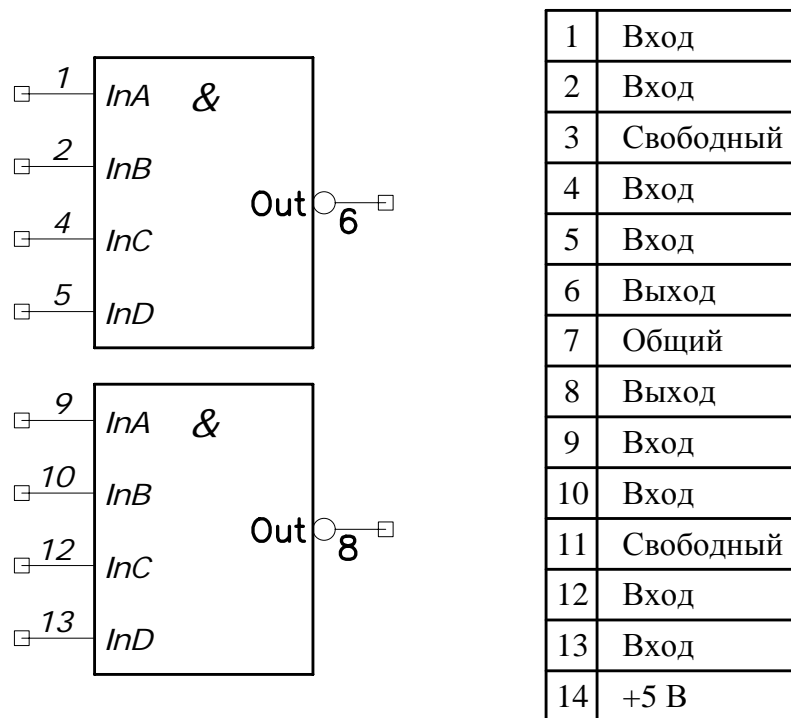 1 InA &
2 InB
Out 6
4 InC
5 InD
9 InA &
10 InB
Out 8
12 InC
13 InD
1 Вход
2 Вход
3 Свободный
4 Вход
5 Вход
6 Выход
7 Общий
8 Выход
9 Вход
10 Вход
11 Свободный
12 Вход
13 Вход
14 +5 В